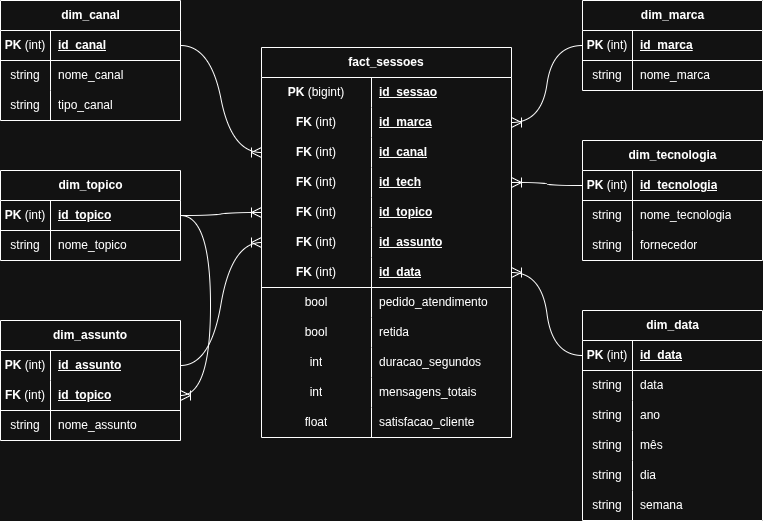 dim_canal
PK (int) id_canal
string nome_canal
string tipo_canal
dim_topico
PK (int) id_topico
string nome_topico
dim_assunto
PK (int) id_assunto
FK (int) id_topico
string nome_assunto
fact_sessoes
PK (bigint) id_sessao
FK (int) id_marca
FK (int) id_canal
FK (int) id_tech
FK (int) id_topico
FK (int) id_assunto
FK (int) id_data
bool pedido_atendimento
bool retida
int duracao_segundos
int mensagens_totais
float satisfacao_cliente
dim_marca
PK (int) id_marca
string nome_marca
dim_tecnologia
PK (int) id_tecnologia
string nome_tecnologia
string fornecedor
dim_data
PK (int) id_data
string data
string ano
string mês
string dia
string semana